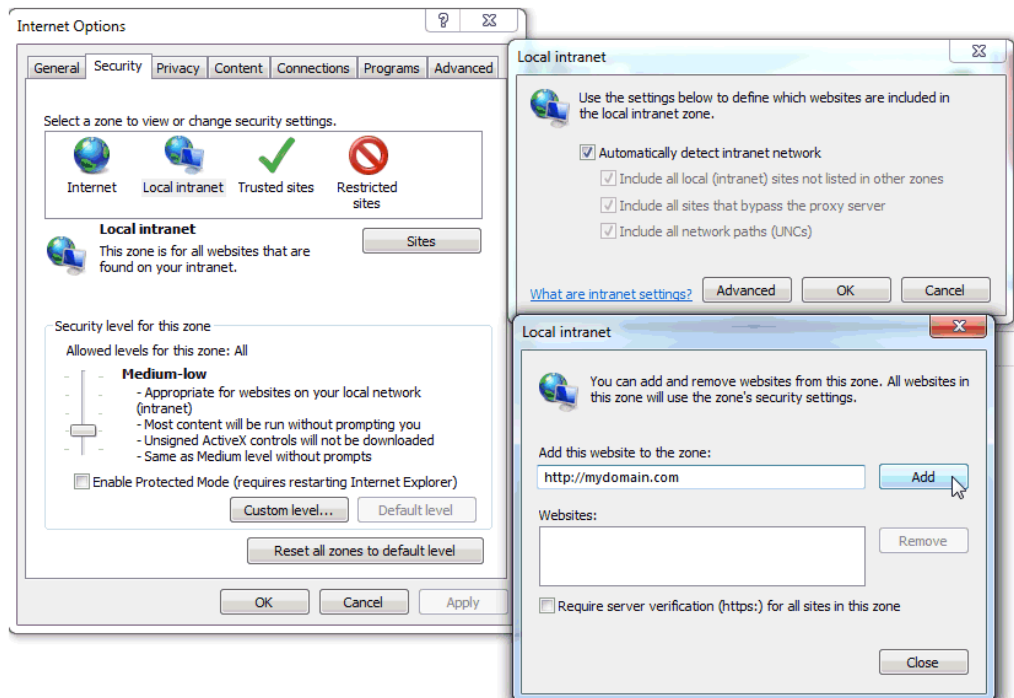 Internet Options
General Security Privacy Content Connections Programs Advanced
Select a zone to view or change security settings.
Internet Local intranet Trusted sites Restricted
sites
Local intranet
This zone is for all websites that are
found on your intranet.
Sites
Security level for this zone
Allowed levels for this zone: All
Medium-low
- Appropriate for websites on your local network
(intranet)
- Most content will be run without prompting you
- Unsigned ActiveX controls will not be downloaded
- Same as Medium level without prompts
Enable Protected Mode (requires restarting Internet Explorer)
Custom level... Default level
Reset all zones to default level
OK Cancel Apply
Local intranet
Use the settings below to define which websites are included in
the local intranet zone.
Automatically detect intranet network
Include all local (intranet) sites not listed in other zones
Include all sites that bypass the proxy server
Include all network paths (UNCs)
What are intranet settings? Advanced OK Cancel
Local intranet
You can add and remove websites from this zone. All websites in
this zone will use the zone's security settings.
Add this website to the zone:
http://mydomain.com Add
Websites:
Remove
Require server verification (https:) for all sites in this zone
Close